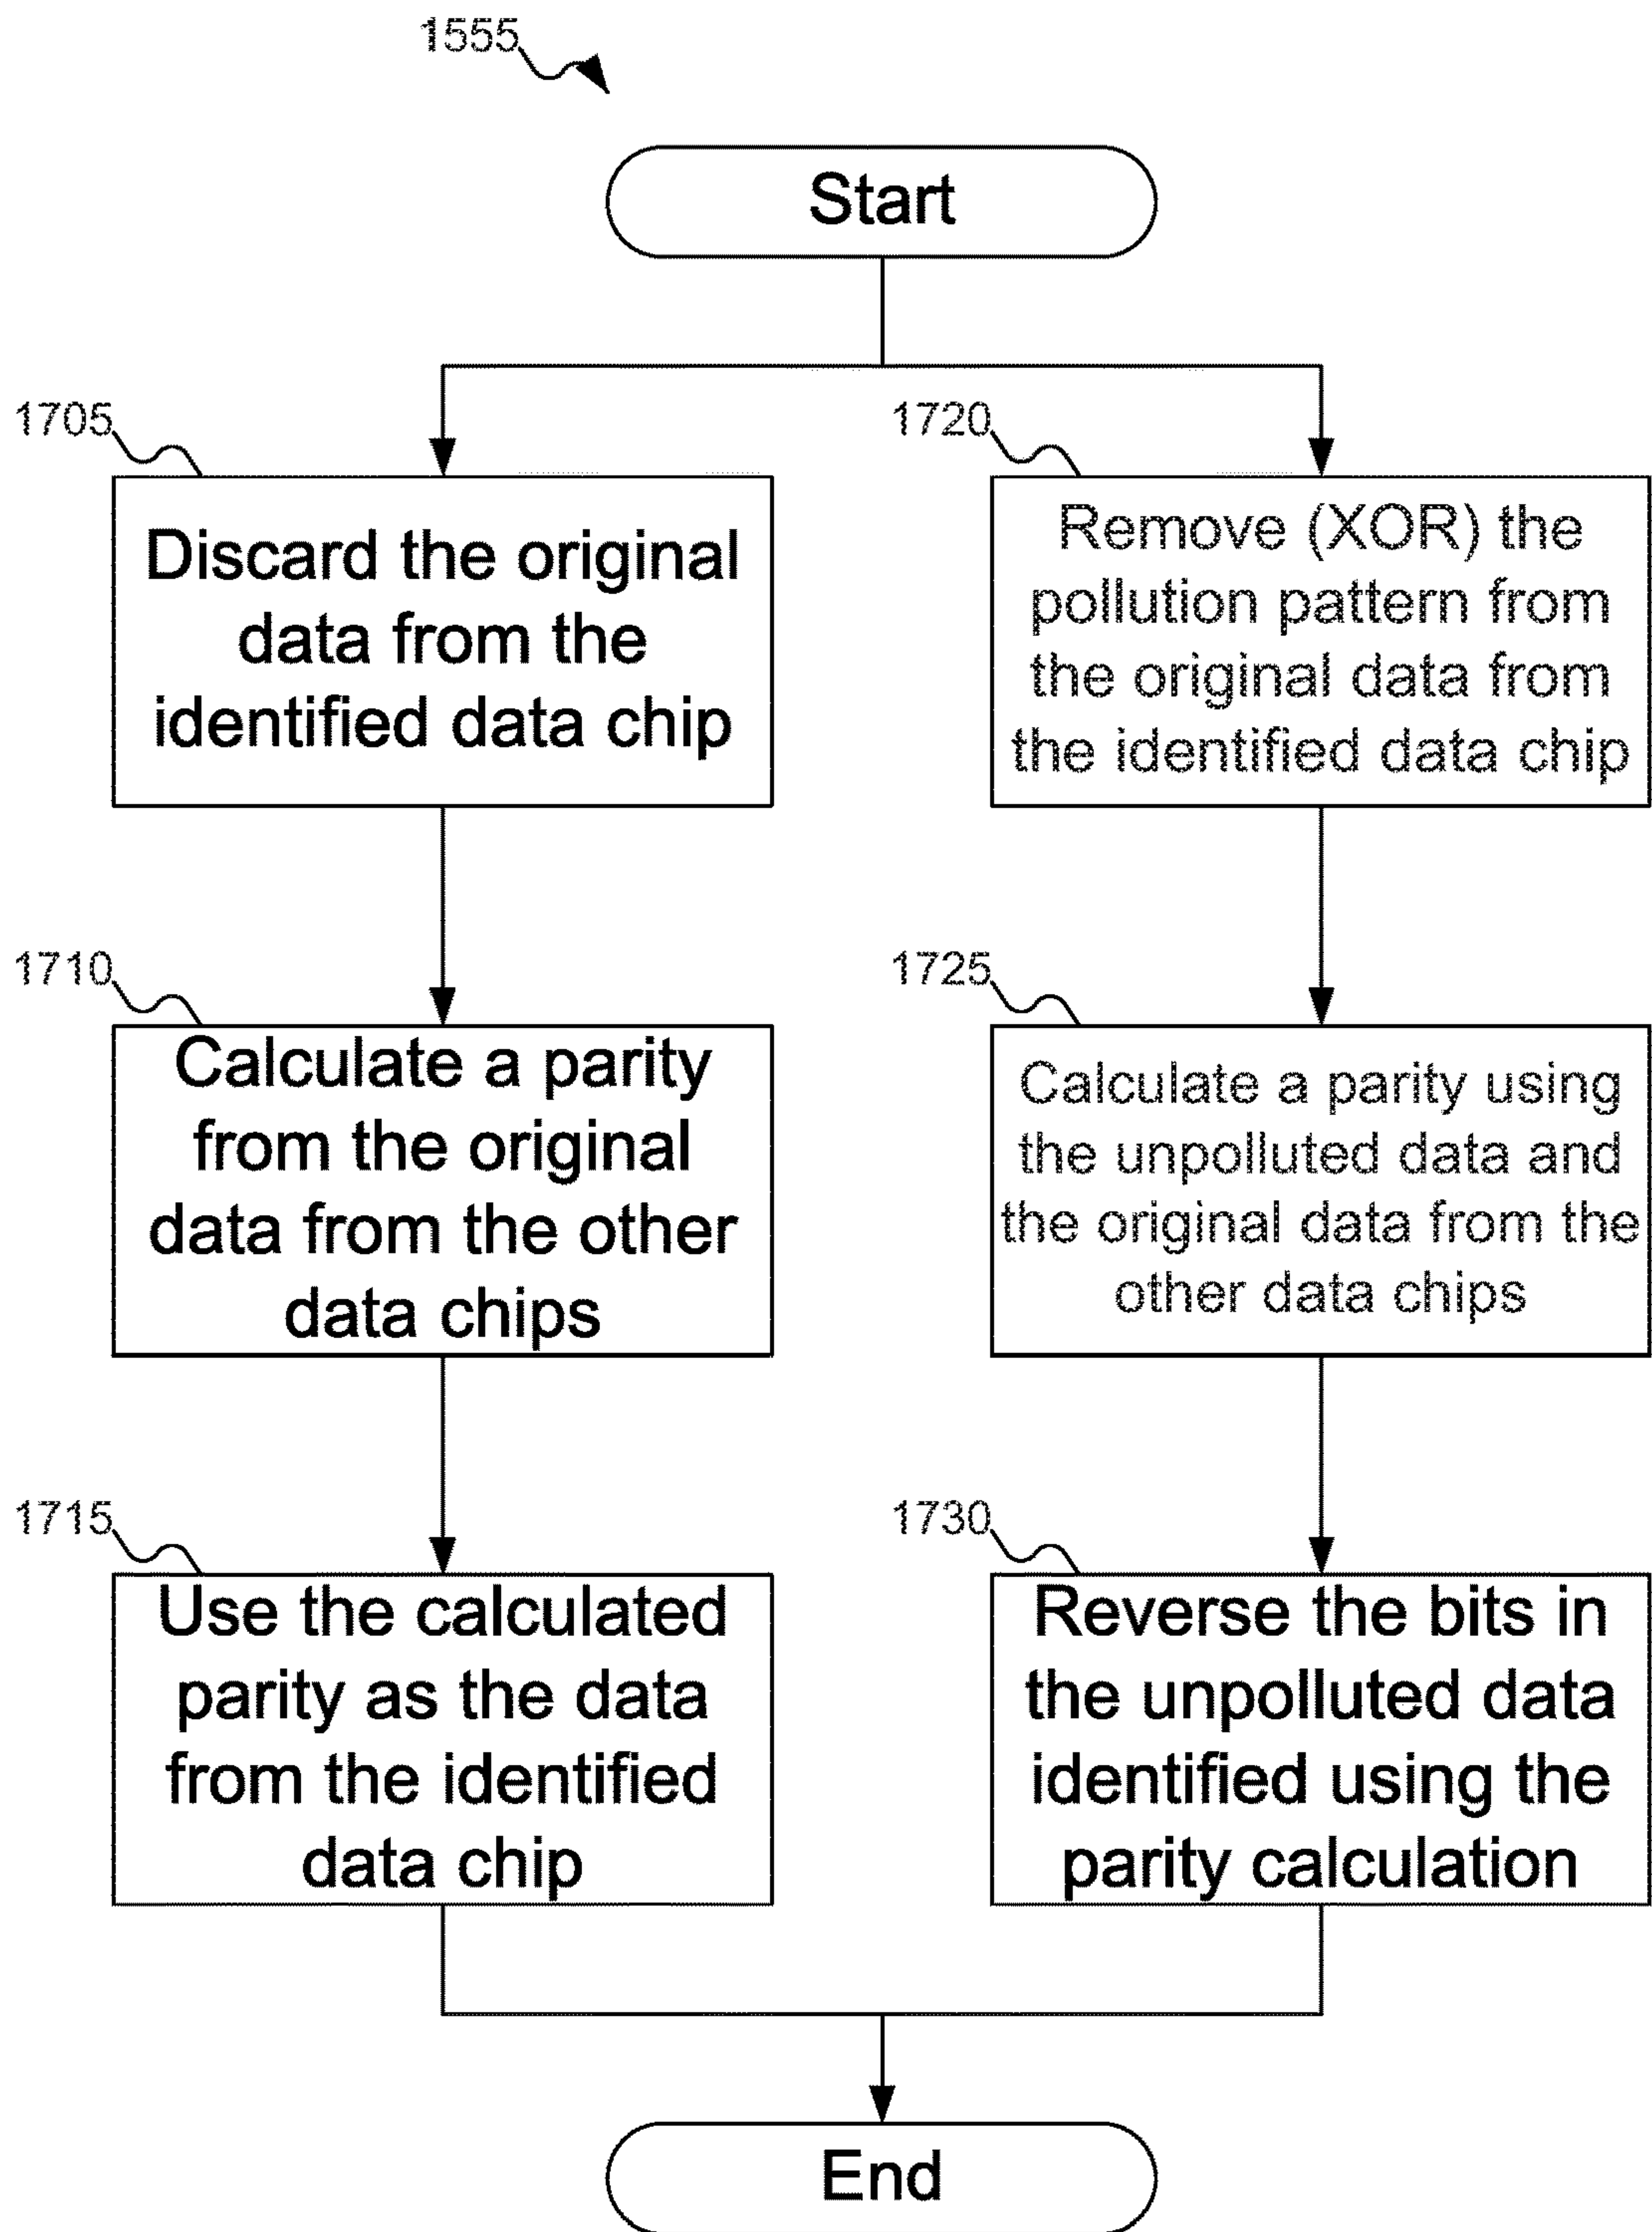 1555
Start
1705
Discard the original
data from the
identified data chip
1710
Calculate a parity
from the original
data from the other
data chips
1715
Use the calculated
parity as the data
from the identified
data chip
1720
Remove (XOR) the
pollution pattern from
the original data from
the identified data chip
1725
Calculate a parity using
the unpolluted data and
the original data from the
other data chips
1730
Reverse the bits in
the unpolluted data
identified using the
parity calculation
End